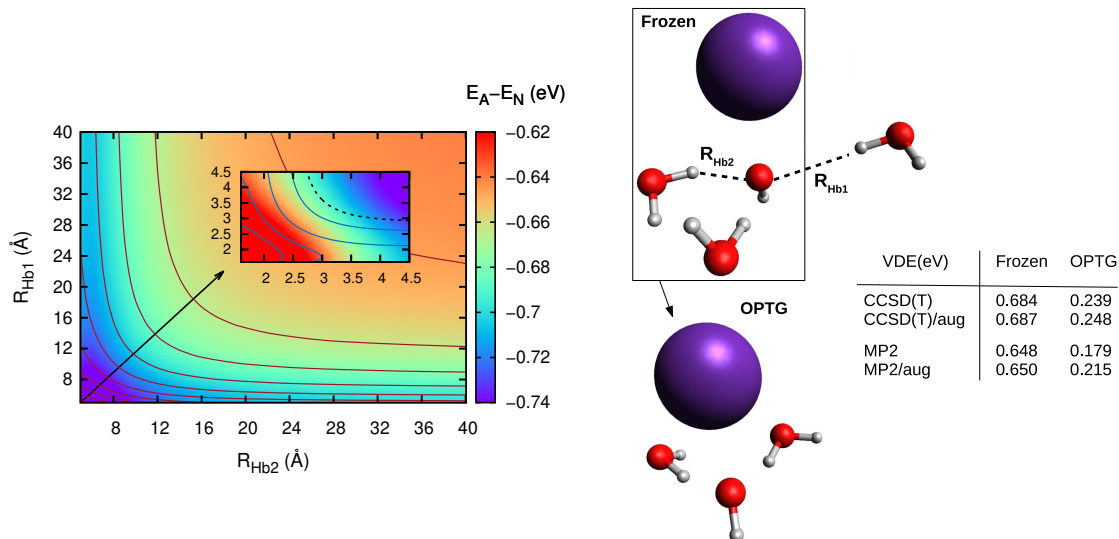 E_A–E_N (eV)
40
36
32
28
24
20
16
12
8
R_Hb1 (Å)
8 12 16 20 24 28 32 36 40
R_Hb2 (Å)
4.5
4
3.5
3
2.5
2
2 2.5 3 3.5 4 4.5
−0.62
−0.64
−0.66
−0.68
−0.7
−0.72
−0.74
Frozen
R_Hb2
R_Hb1
OPTG
VDE(eV) Frozen OPTG
CCSD(T) 0.684 0.239
CCSD(T)/aug 0.687 0.248
MP2 0.648 0.179
MP2/aug 0.650 0.215